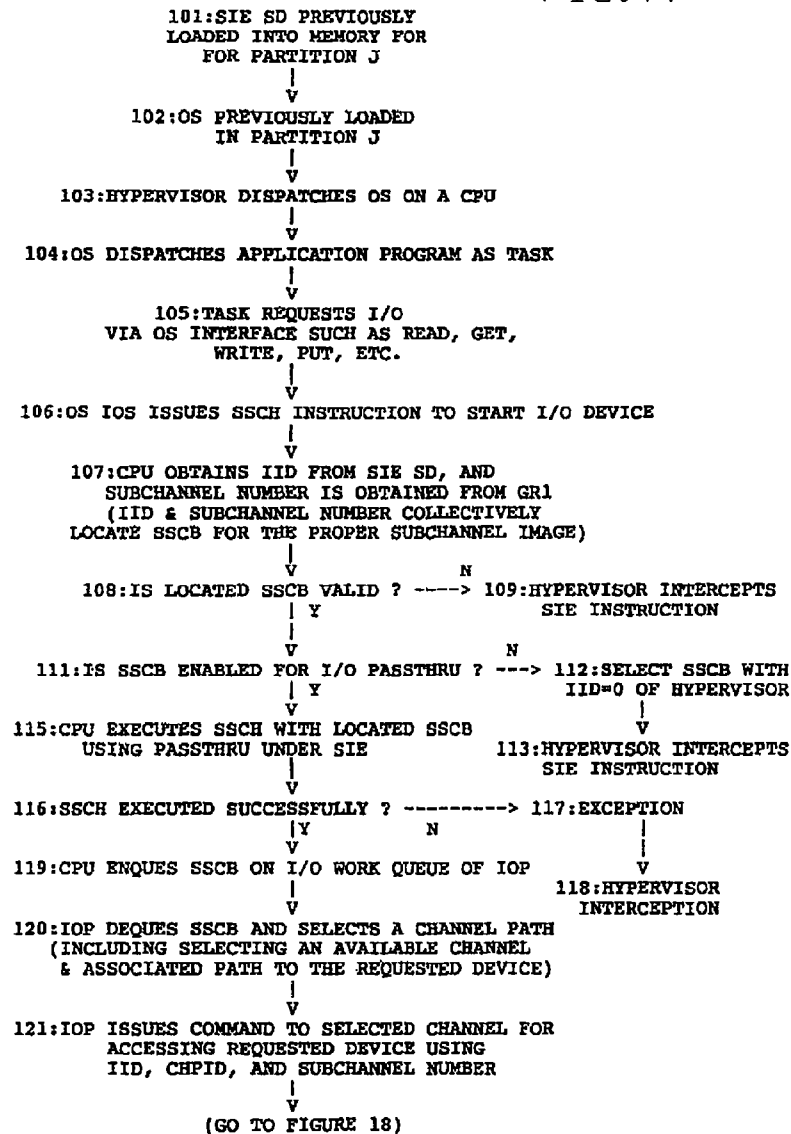 101:SIE SD PREVIOUSLY
LOADED INTO MEMORY FOR
FOR PARTITION J
|
V
102:OS PREVIOUSLY LOADED
IN PARTITION J
|
V
103:HYPERVISOR DISPATCHES OS ON A CPU
|
V
104:OS DISPATCHES APPLICATION PROGRAM AS TASK
|
V
105:TASK REQUESTS I/O
VIA OS INTERFACE SUCH AS READ, GET,
WRITE, PUT, ETC.
|
V
106:OS IOS ISSUES SSCH INSTRUCTION TO START I/O DEVICE
|
V
107:CPU OBTAINS IID FROM SIE SD, AND
SUBCHANNEL NUMBER IS OBTAINED FROM GR1
(IID & SUBCHANNEL NUMBER COLLECTIVELY
LOCATE SSCB FOR THE PROPER SUBCHANNEL IMAGE)
|
V N
108:IS LOCATED SSCB VALID ? ----> 109:HYPERVISOR INTERCEPTS
| Y SIE INSTRUCTION
|
V N
111:IS SSCB ENABLED FOR I/O PASSTHRU ? ---> 112:SELECT SSCB WITH
| Y IID=0 OF HYPERVISOR
V |
115:CPU EXECUTES SSCH WITH LOCATED SSCB V
USING PASSTHRU UNDER SIE 113:HYPERVISOR INTERCEPTS
| SIE INSTRUCTION
V
116:SSCH EXECUTED SUCCESSFULLY ? ---------> 117:EXCEPTION
|Y N |
V |
119:CPU ENQUES SSCB ON I/O WORK QUEUE OF IOP V
| 118:HYPERVISOR
V INTERCEPTION
120:IOP DEQUES SSCB AND SELECTS A CHANNEL PATH
(INCLUDING SELECTING AN AVAILABLE CHANNEL
& ASSOCIATED PATH TO THE REQUESTED DEVICE)
|
V
121:IOP ISSUES COMMAND TO SELECTED CHANNEL FOR
ACCESSING REQUESTED DEVICE USING
IID, CHPID, AND SUBCHANNEL NUMBER
|
V
(GO TO FIGURE 18)